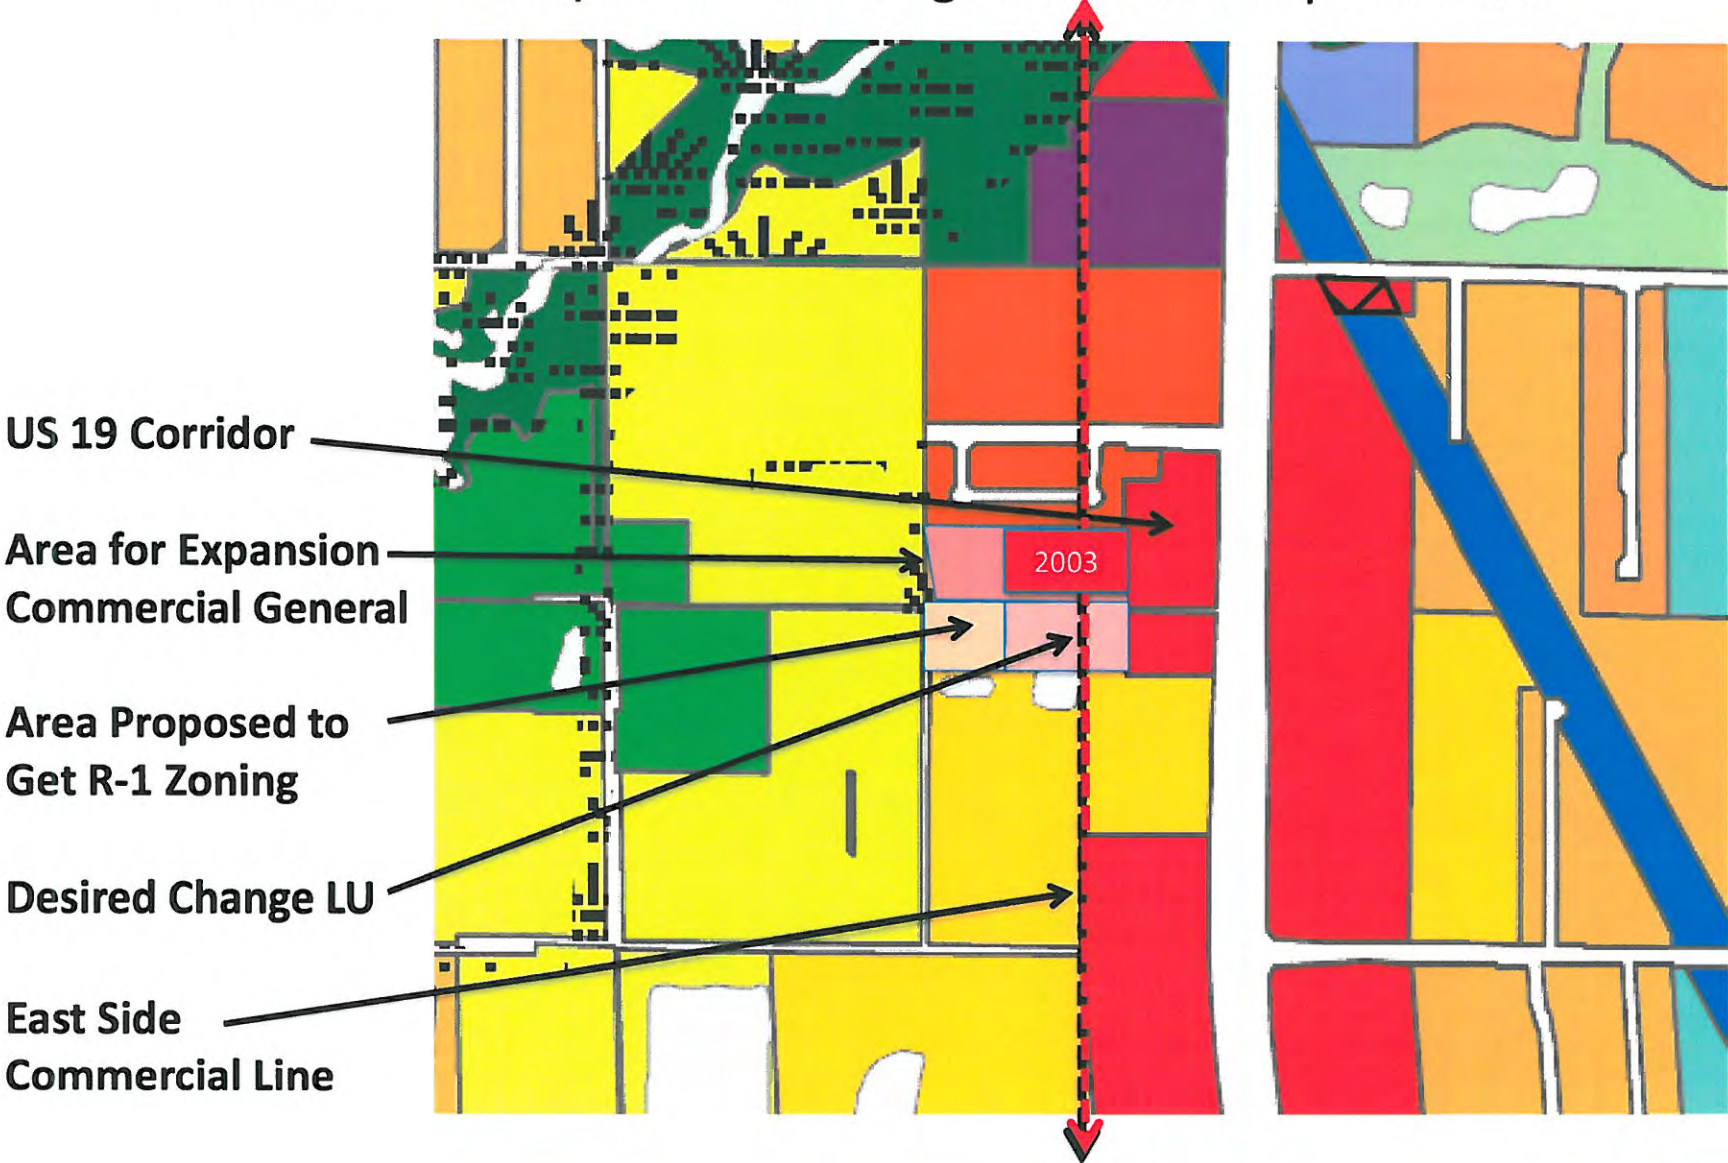 US 19 Corridor
Area for Expansion
Commercial General
2003
Area Proposed to
Get R-1 Zoning
Desired Change LU
East Side
Commercial Line